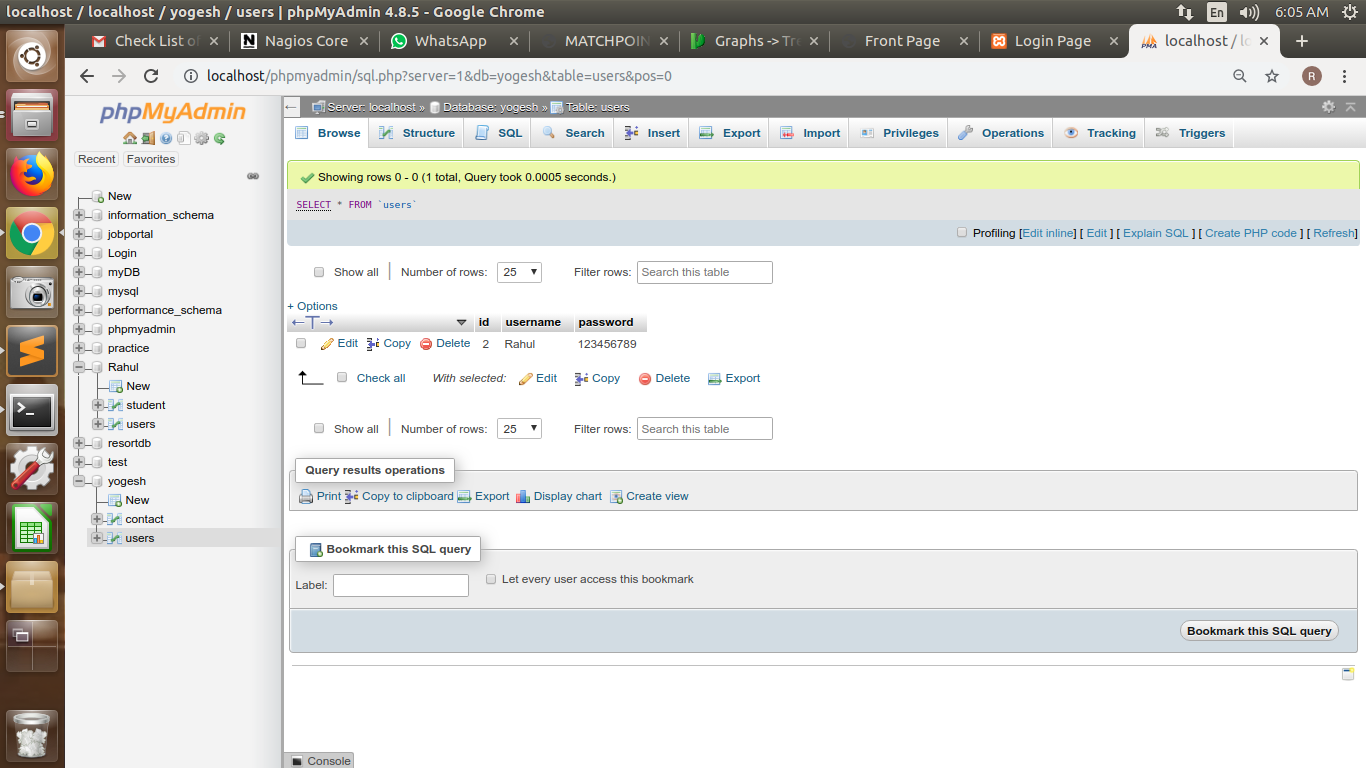 localhost / localhost / yogesh / users | phpMyAdmin 4.8.5 - Google Chrome
En 6:05 AM
Check List of
Nagios Core
WhatsApp
MATCHPOIN
Graphs -> Tre
Front Page
Login Page
localhost / lo
localhost/phpmyadmin/sql.php?server=1&db=yogesh&table=users&pos=0
R
phpMyAdmin
Recent Favorites
New
information_schema
jobportal
Login
myDB
mysql
performance_schema
phpmyadmin
practice
Rahul
New
student
users
resortdb
test
yogesh
New
contact
users
Server: localhost » Database: yogesh » Table: users
Browse Structure SQL Search Insert Export Import Privileges Operations Tracking Triggers
Showing rows 0 - 0 (1 total, Query took 0.0005 seconds.)
SELECT * FROM `users`
Profiling [Edit inline] [ Edit ] [ Explain SQL ] [ Create PHP code ] [ Refresh]
Show all Number of rows: 25 Filter rows: Search this table
+ Options
←T→ id username password
Edit Copy Delete 2 Rahul 123456789
Check all With selected: Edit Copy Delete Export
Show all Number of rows: 25 Filter rows: Search this table
Query results operations
Print Copy to clipboard Export Display chart Create view
Bookmark this SQL query
Label: Let every user access this bookmark
Bookmark this SQL query
Console